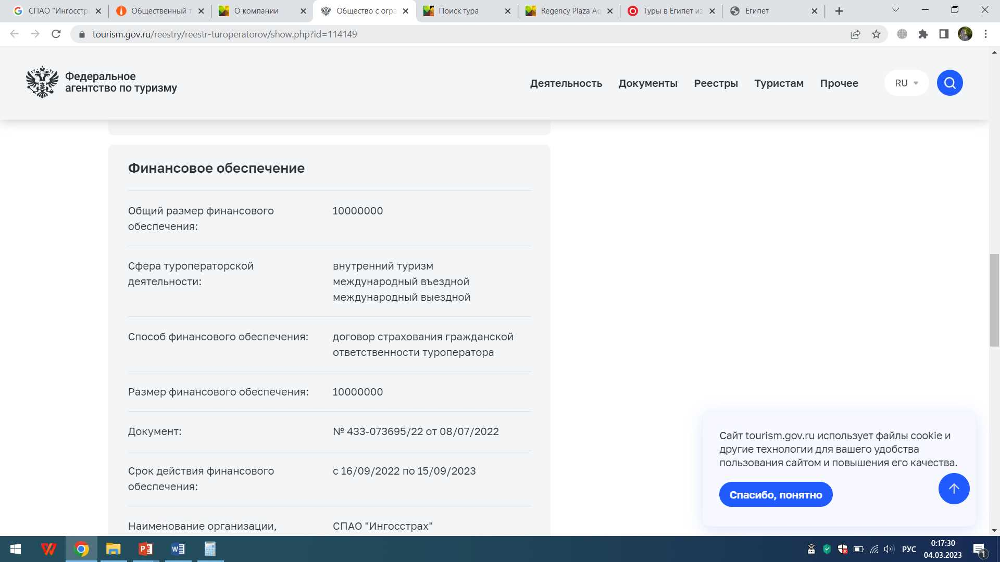 СПАО "Ингосстр
Общественный т
О компании
Общество с огра
Поиск тура
Regency Plaza Aq
Туры в Египет из
Египет
tourism.gov.ru/reestry/reestr-turoperatorov/show.php?id=114149
Федеральное
агентство по туризму
Деятельность
Документы
Реестры
Туристам
Прочее
RU
Финансовое обеспечение
Общий размер финансового
обеспечения:
10000000
Сфера туроператорской
деятельности:
внутренний туризм
международный въездной
международный выездной
Способ финансового обеспечения:
договор страхования гражданской
ответственности туроператора
Размер финансового обеспечения:
10000000
Документ:
№ 433-073695/22 от 08/07/2022
Срок действия финансового
обеспечения:
с 16/09/2022 по 15/09/2023
Наименование организации,
СПАО "Ингосстрах"
Сайт tourism.gov.ru использует файлы cookie и
другие технологии для вашего удобства
пользования сайтом и повышения его качества.
Спасибо, понятно
РУС
0:17:30
04.03.2023
1